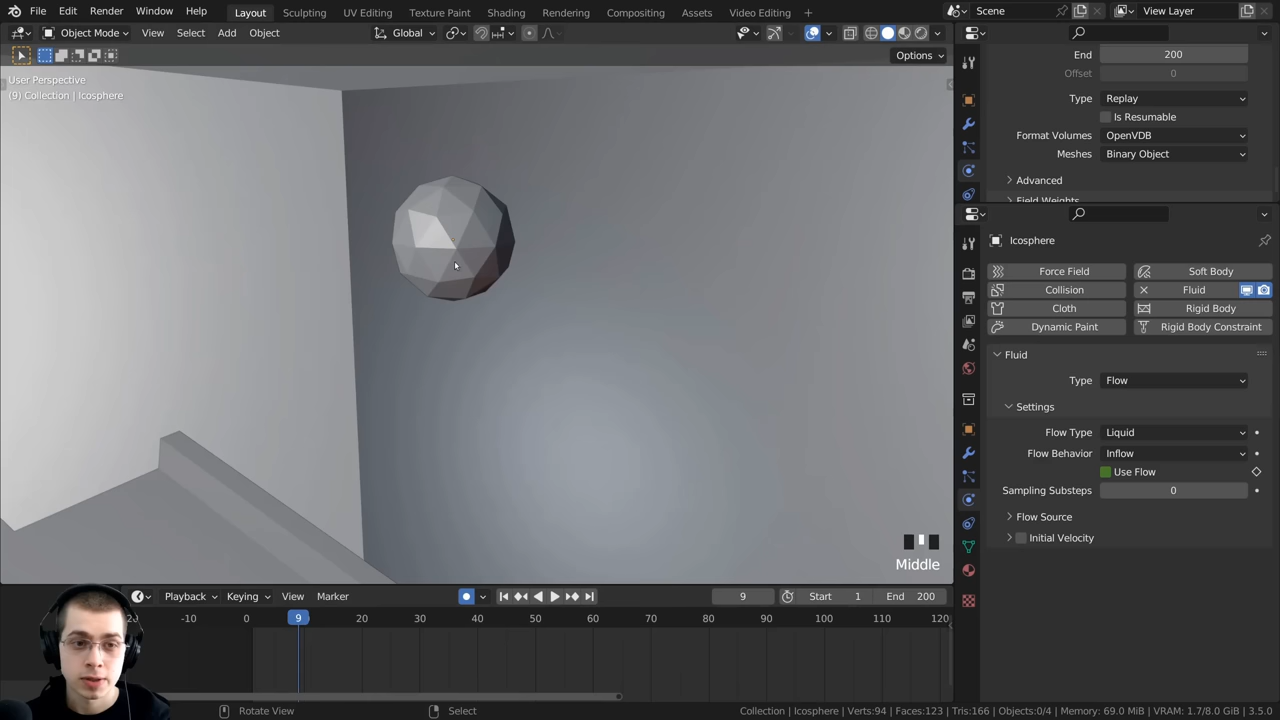 File Edit Render Window Help
Layout Sculpting UV Editing Texture Paint Shading Rendering Compositing Assets Video Editing +
Scene
View Layer
Object Mode View Select Add Object
Global
Options
User Perspective
(9) Collection | Icosphere
Middle
End 200
Offset 0
Type Replay
Is Resumable
Format Volumes OpenVDB
Meshes Binary Object
Advanced
Field Weights
Icosphere
Force Field Soft Body
Collision Fluid
Cloth Rigid Body
Dynamic Paint Rigid Body Constraint
Fluid
Type Flow
Settings
Flow Type Liquid
Flow Behavior Inflow
Use Flow
Sampling Substeps 0
Flow Source
Initial Velocity
Playback Keying View Marker
9 Start 1 End 200
-10 0 9 20 30 40 50 60 70 80 90 100 110 120
Rotate View Select
Collection | Icosphere | Verts:94 | Faces:123 | Tris:166 | Objects:0/4 | Memory: 69.0 MiB | VRAM: 1.7/8.0 GiB | 3.5.0